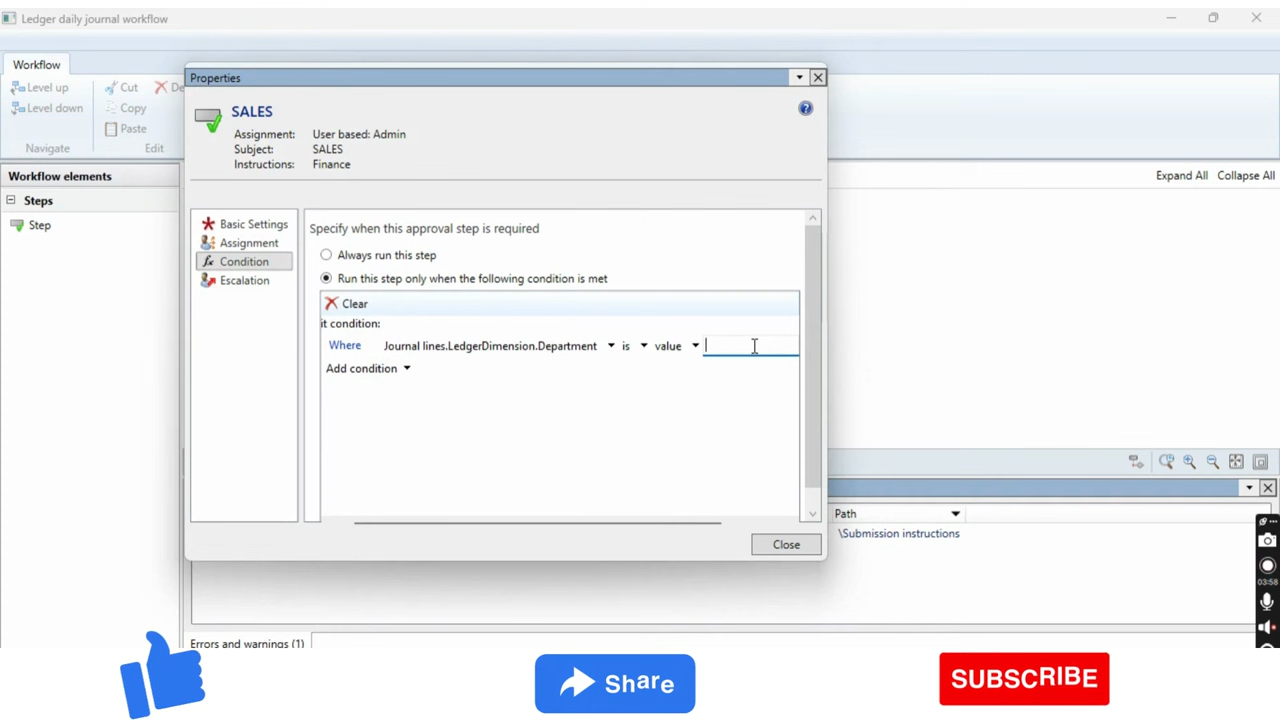 Ledger daily journal workflow
Workflow
Level up
Level down
Navigate
Cut
De
Copy
Paste
Edit
Workflow elements
Steps
Step
Properties
SALES
Assignment: User based: Admin
Subject: SALES
Instructions: Finance
Basic Settings
Assignment
Condition
Escalation
Specify when this approval step is required
Always run this step
Run this step only when the following condition is met
Clear
it condition:
Where Journal lines.LedgerDimension.Department is value
Add condition
Close
Expand All Collapse All
Path
\Submission instructions
03:58
Errors and warnings (1)
Share
SUBSCRIBE